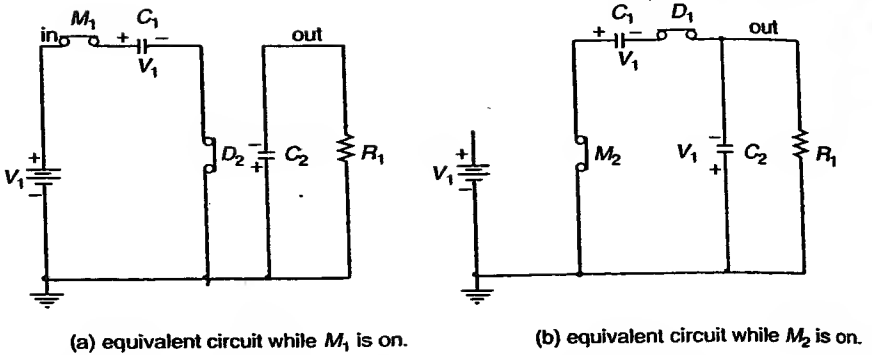 M₁ C₁
in + −
V₁
out
+
V₁
−
D₂
− C₂
+
R₁
(a) equivalent circuit while M₁ is on.
C₁ D₁
+ − out
V₁
+
V₁
−
M₂
V₁ − C₂
+
R₁
(b) equivalent circuit while M₂ is on.